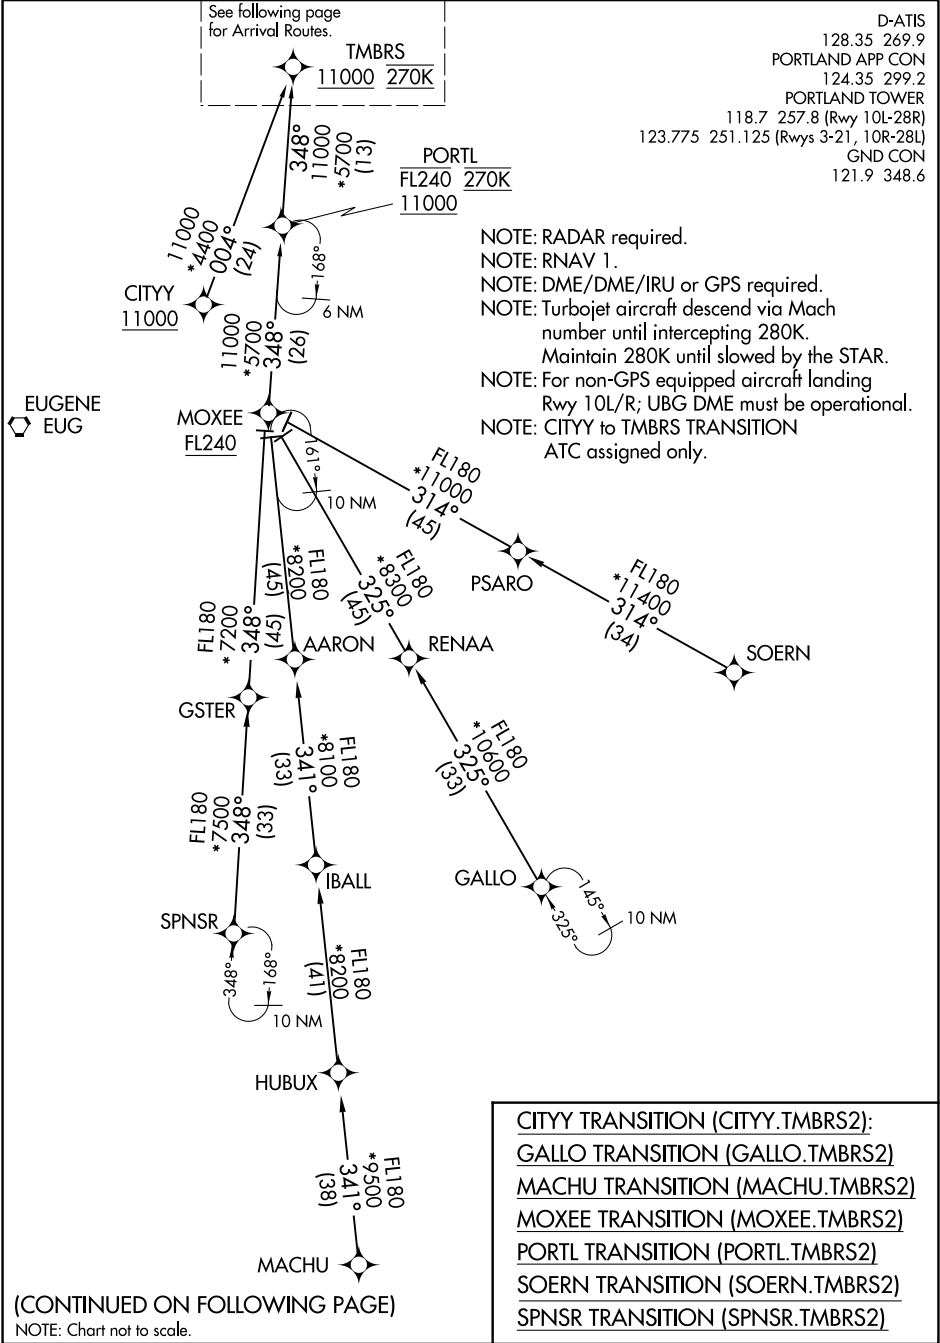 See following page
for Arrival Routes.
TMBRS
11000 270K
D-ATIS
128.35 269.9
PORTLAND APP CON
124.35 299.2
PORTLAND TOWER
118.7 257.8 (Rwy 10L-28R)
123.775 251.125 (Rwys 3-21, 10R-28L)
GND CON
121.9 348.6
348°
11000
*5700
(13)
PORTL
FL240 270K
11000
11000
*4400
004°
(24)
CITYY
11000
168°
6 NM
11000
*5700
348°
(26)
NOTE: RADAR required.
NOTE: RNAV 1.
NOTE: DME/DME/IRU or GPS required.
NOTE: Turbojet aircraft descend via Mach
number until intercepting 280K.
Maintain 280K until slowed by the STAR.
NOTE: For non-GPS equipped aircraft landing
Rwy 10L/R; UBG DME must be operational.
NOTE: CITYY to TMBRS TRANSITION
ATC assigned only.
EUGENE
EUG
MOXEE
FL240
161°
10 NM
FL180
*11000
314°
(45)
PSARO
FL180
*11400
314°
(34)
SOERN
FL180
*8200
(45)
FL180
*8300
325°
(45)
FL180
*7200
348°
(45)
AARON
RENAA
GSTER
FL180
*8100
341°
(33)
FL180
*10600
325°
(33)
FL180
*7500
348°
(33)
IBALL
GALLO
145°
325°
10 NM
SPNSR
348°
168°
10 NM
FL180
*8200
(41)
HUBUX
FL180
*9500
341°
(38)
MACHU
CITYY TRANSITION (CITYY.TMBRS2):
GALLO TRANSITION (GALLO.TMBRS2)
MACHU TRANSITION (MACHU.TMBRS2)
MOXEE TRANSITION (MOXEE.TMBRS2)
PORTL TRANSITION (PORTL.TMBRS2)
SOERN TRANSITION (SOERN.TMBRS2)
SPNSR TRANSITION (SPNSR.TMBRS2)
(CONTINUED ON FOLLOWING PAGE)
NOTE: Chart not to scale.